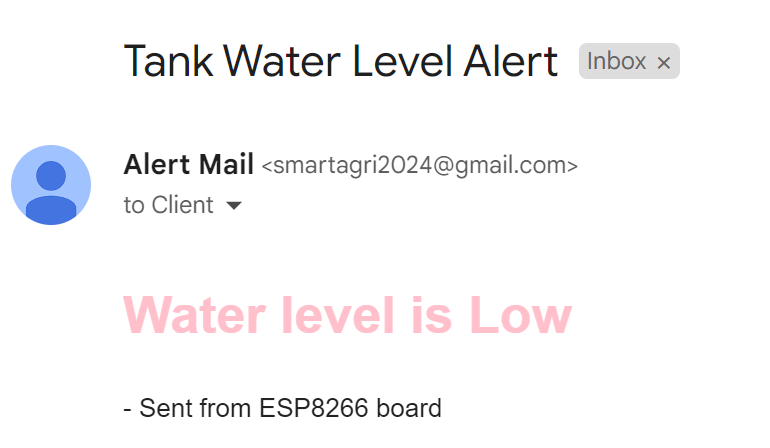 Tank Water Level Alert Inbox ×
Alert Mail <smartagri2024@gmail.com>
to Client
Water level is Low
- Sent from ESP8266 board